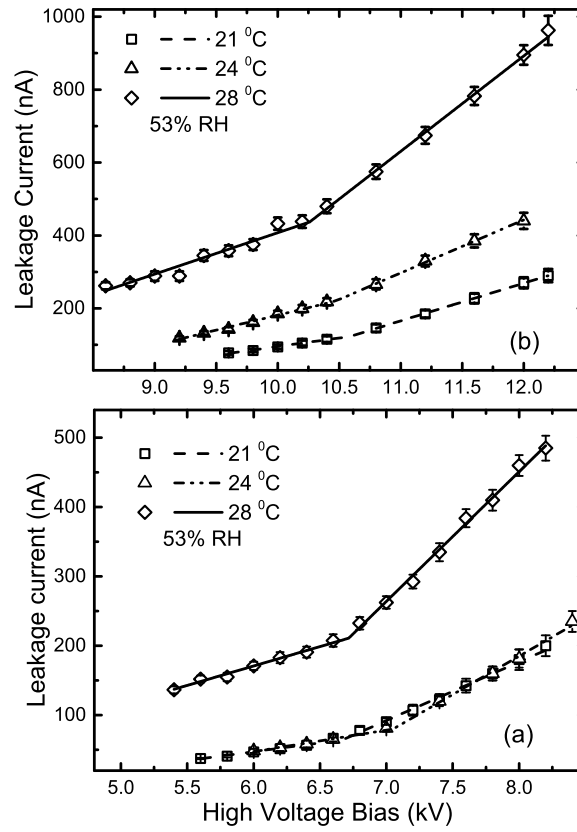 1000
800
600
400
200
Leakage Current (nA)
21 ⁰C
24 ⁰C
28 ⁰C
53% RH
(b)
9.0 9.5 10.0 10.5 11.0 11.5 12.0
500
400
300
200
100
Leakage current (nA)
21 ⁰C
24 ⁰C
28 ⁰C
53% RH
(a)
5.0 5.5 6.0 6.5 7.0 7.5 8.0
High Voltage Bias (kV)